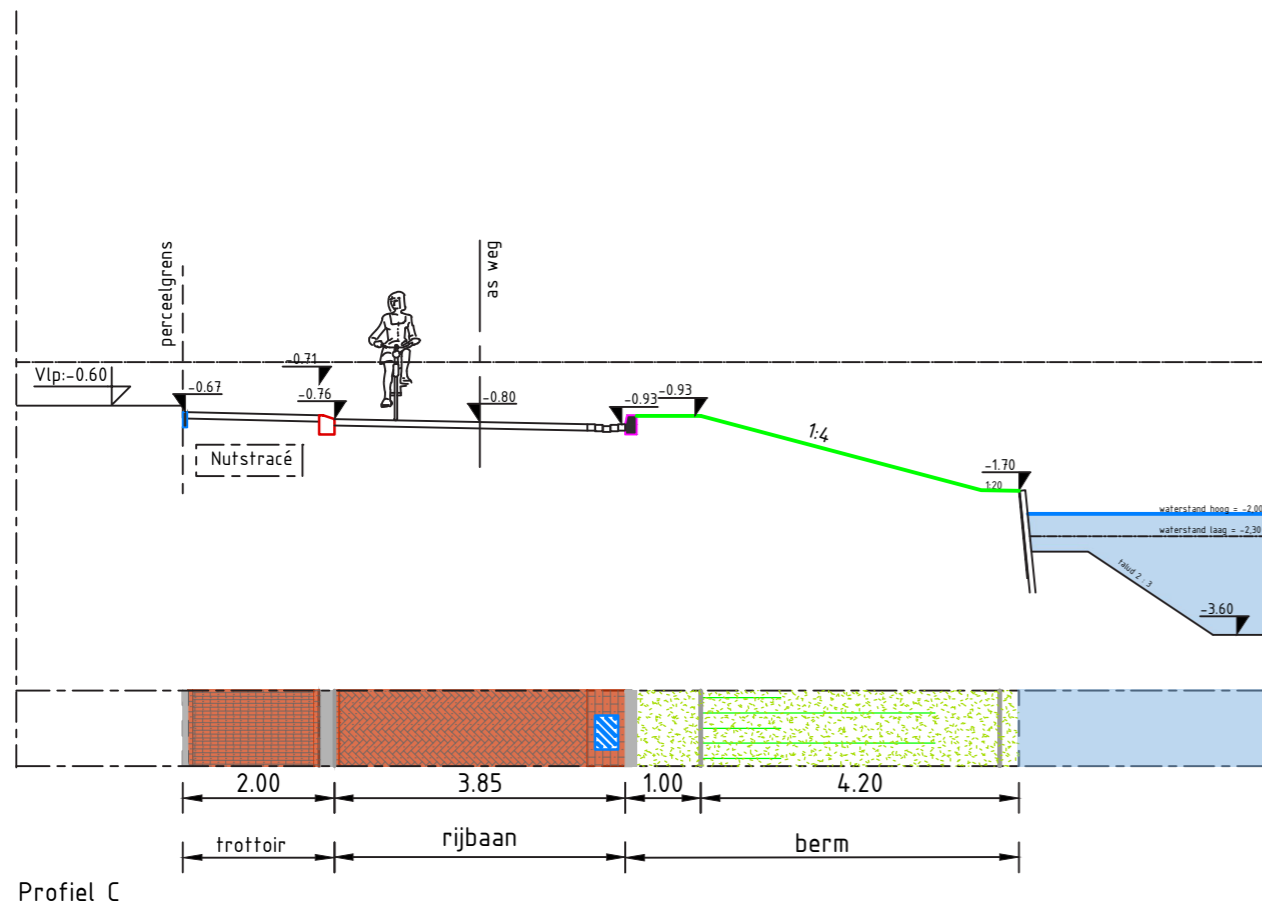 perceelgrens
as weg
Vlp:-0.60
-0.67
-0.71
-0.76
-0.80
-0.93
-0.93
1:4
Nutstracé
-1.70
1:20
waterstand hoog = -2,00
waterstand laag = -2,30
talud 2 : 3
-3.60
2.00
3.85
1.00
4.20
trottoir
rijbaan
berm
Profiel C